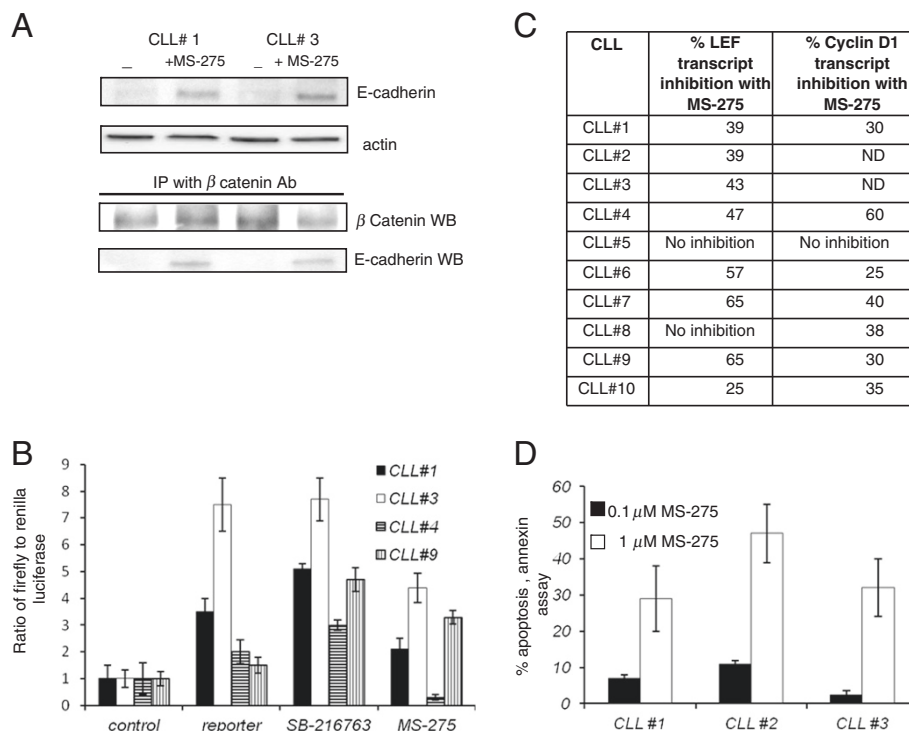 A
CLL# 1 CLL# 3
_ +MS-275 _ + MS-275
E-cadherin
actin
IP with β catenin Ab
β Catenin WB
E-cadherin WB
C
CLL % LEF transcript inhibition with MS-275 % Cyclin D1 transcript inhibition with MS-275
CLL#1 39 30
CLL#2 39 ND
CLL#3 43 ND
CLL#4 47 60
CLL#5 No inhibition No inhibition
CLL#6 57 25
CLL#7 65 40
CLL#8 No inhibition 38
CLL#9 65 30
CLL#10 25 35
B
Ratio of firefly to renilla
luciferase
9
8
7
6
5
4
3
2
1
0
CLL#1
CLL#3
CLL#4
CLL#9
control reporter SB-216763 MS-275
D
% apoptosis , annexin
assay
60
50
40
30
20
10
0
0.1 μM MS-275
1 μM MS-275
CLL #1 CLL #2 CLL #3